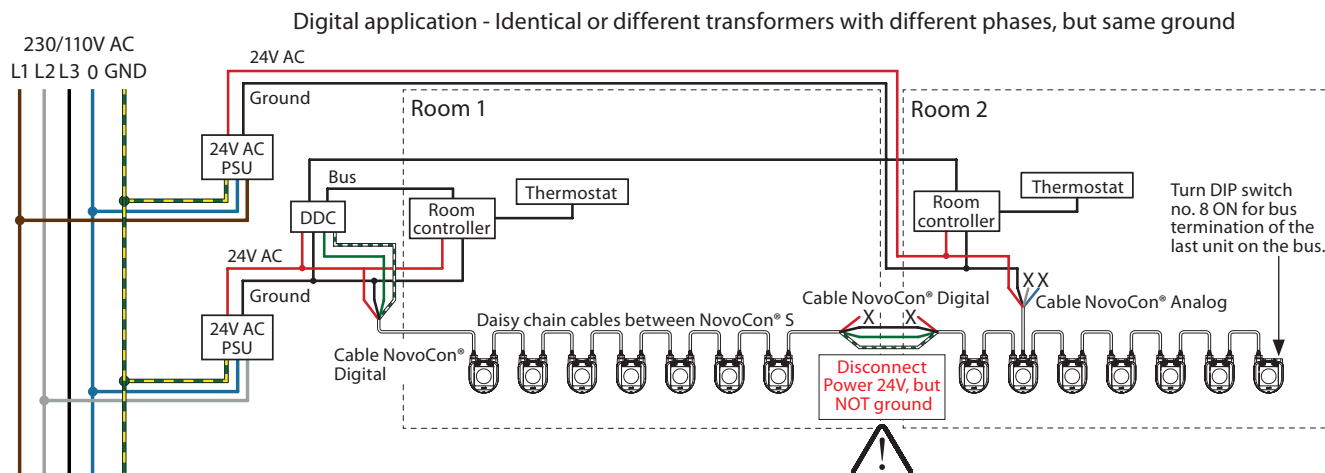 Digital application - Identical or different transformers with different phases, but same ground
230/110V AC
L1 L2 L3 0 GND
24V AC
Ground
Room 1
Room 2
24V AC
PSU
Bus
Thermostat
Thermostat
DDC
Room
controller
Room
controller
Turn DIP switch
no. 8 ON for bus
termination of the
last unit on the bus.
24V AC
Ground
X X
Cable NovoCon® Digital
Cable NovoCon® Analog
24V AC
PSU
Daisy chain cables between NovoCon® S
X X
Cable NovoCon®
Digital
Disconnect
Power 24V, but
NOT ground
!